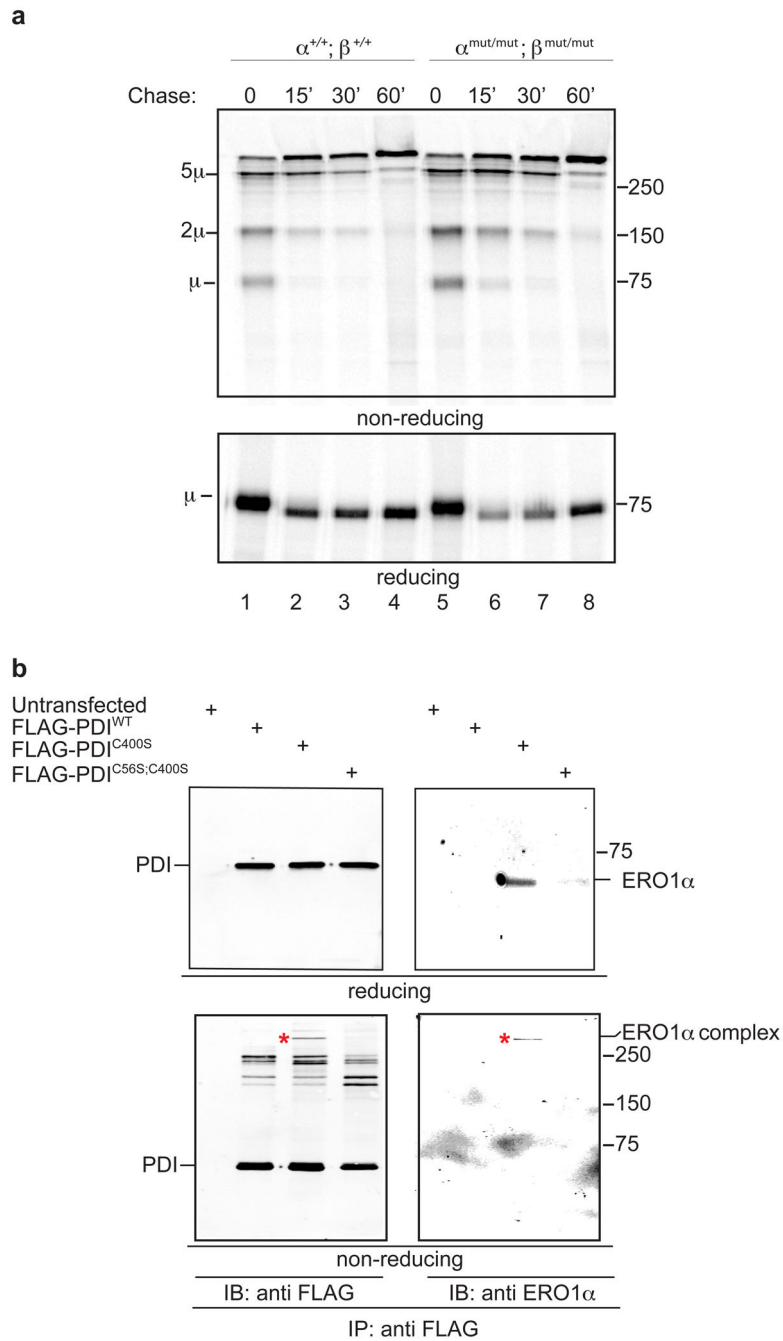 a
α+/+; β+/+ αmut/mut; βmut/mut
Chase: 0 15’ 30’ 60’ 0 15’ 30’ 60’
5μ
250
2μ 150
μ 75
non-reducing
μ 75
reducing
1 2 3 4 5 6 7 8
b
Untransfected + +
FLAG-PDIWT + +
FLAG-PDIC400S + +
FLAG-PDIC56S;C400S + +
75
PDI ERO1α
reducing
* * ERO1α complex
250
150
75
PDI
non-reducing
IB: anti FLAG IB: anti ERO1α
IP: anti FLAG